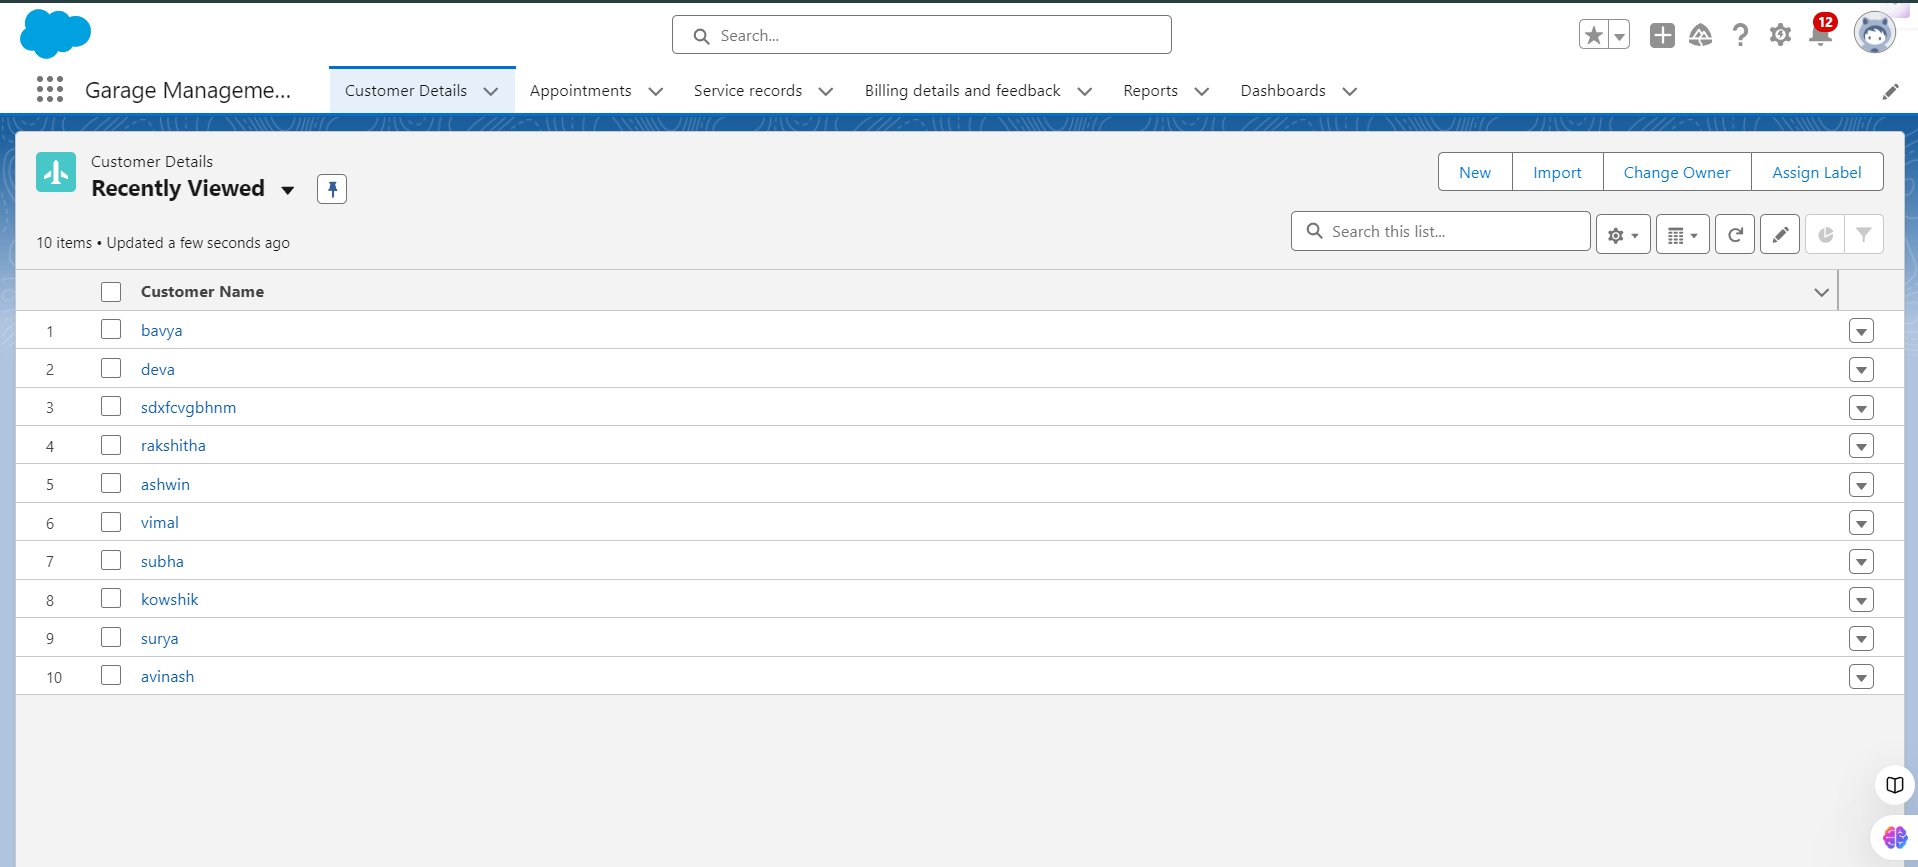 Search...
12
Garage Manageme...
Customer Details
Appointments
Service records
Billing details and feedback
Reports
Dashboards
Customer Details
Recently Viewed
New
Import
Change Owner
Assign Label
10 items • Updated a few seconds ago
Search this list...
Customer Name
1 bavya
2 deva
3 sdxfcvgbhnm
4 rakshitha
5 ashwin
6 vimal
7 subha
8 kowshik
9 surya
10 avinash